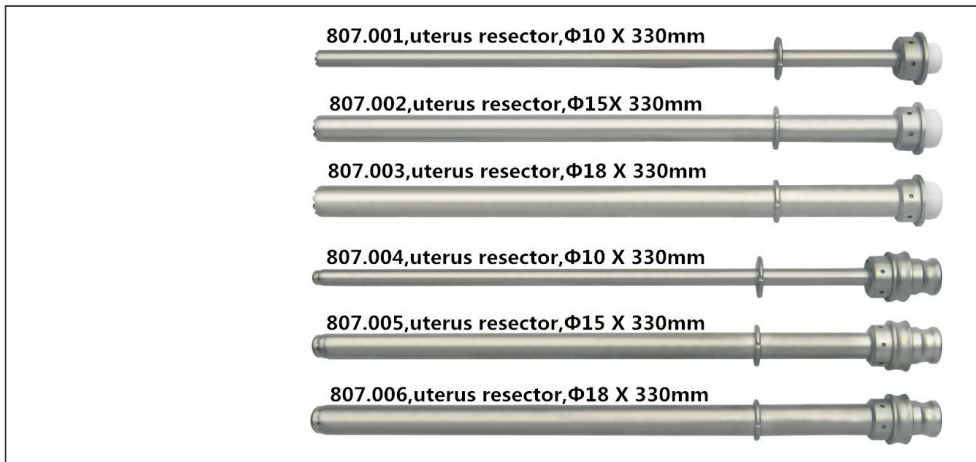 807.001,uterus resector,Φ10 X 330mm
807.002,uterus resector,Φ15X 330mm
807.003,uterus resector,Φ18 X 330mm
807.004,uterus resector,Φ10 X 330mm
807.005,uterus resector,Φ15 X 330mm
807.006,uterus resector,Φ18 X 330mm